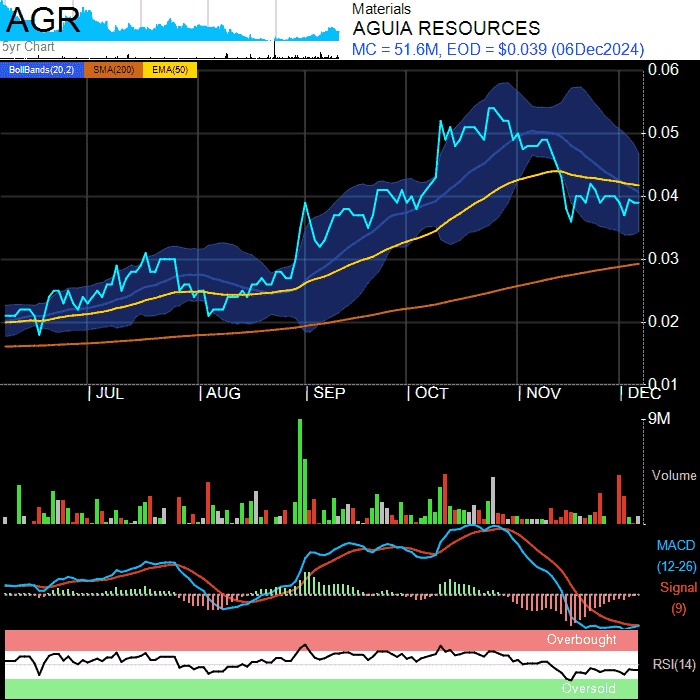 AGR
5yr Chart
Materials
AGUIA RESOURCES
MC = 51.6M, EOD = $0.039 (06Dec2024)
BollBands(20,2) SMA(200) EMA(50)
0.06
0.05
0.04
0.03
0.02
0.01
JUL AUG SEP OCT NOV DEC
9M
Volume
MACD
(12-26)
Signal
(9)
Overbought
RSI(14)
Oversold